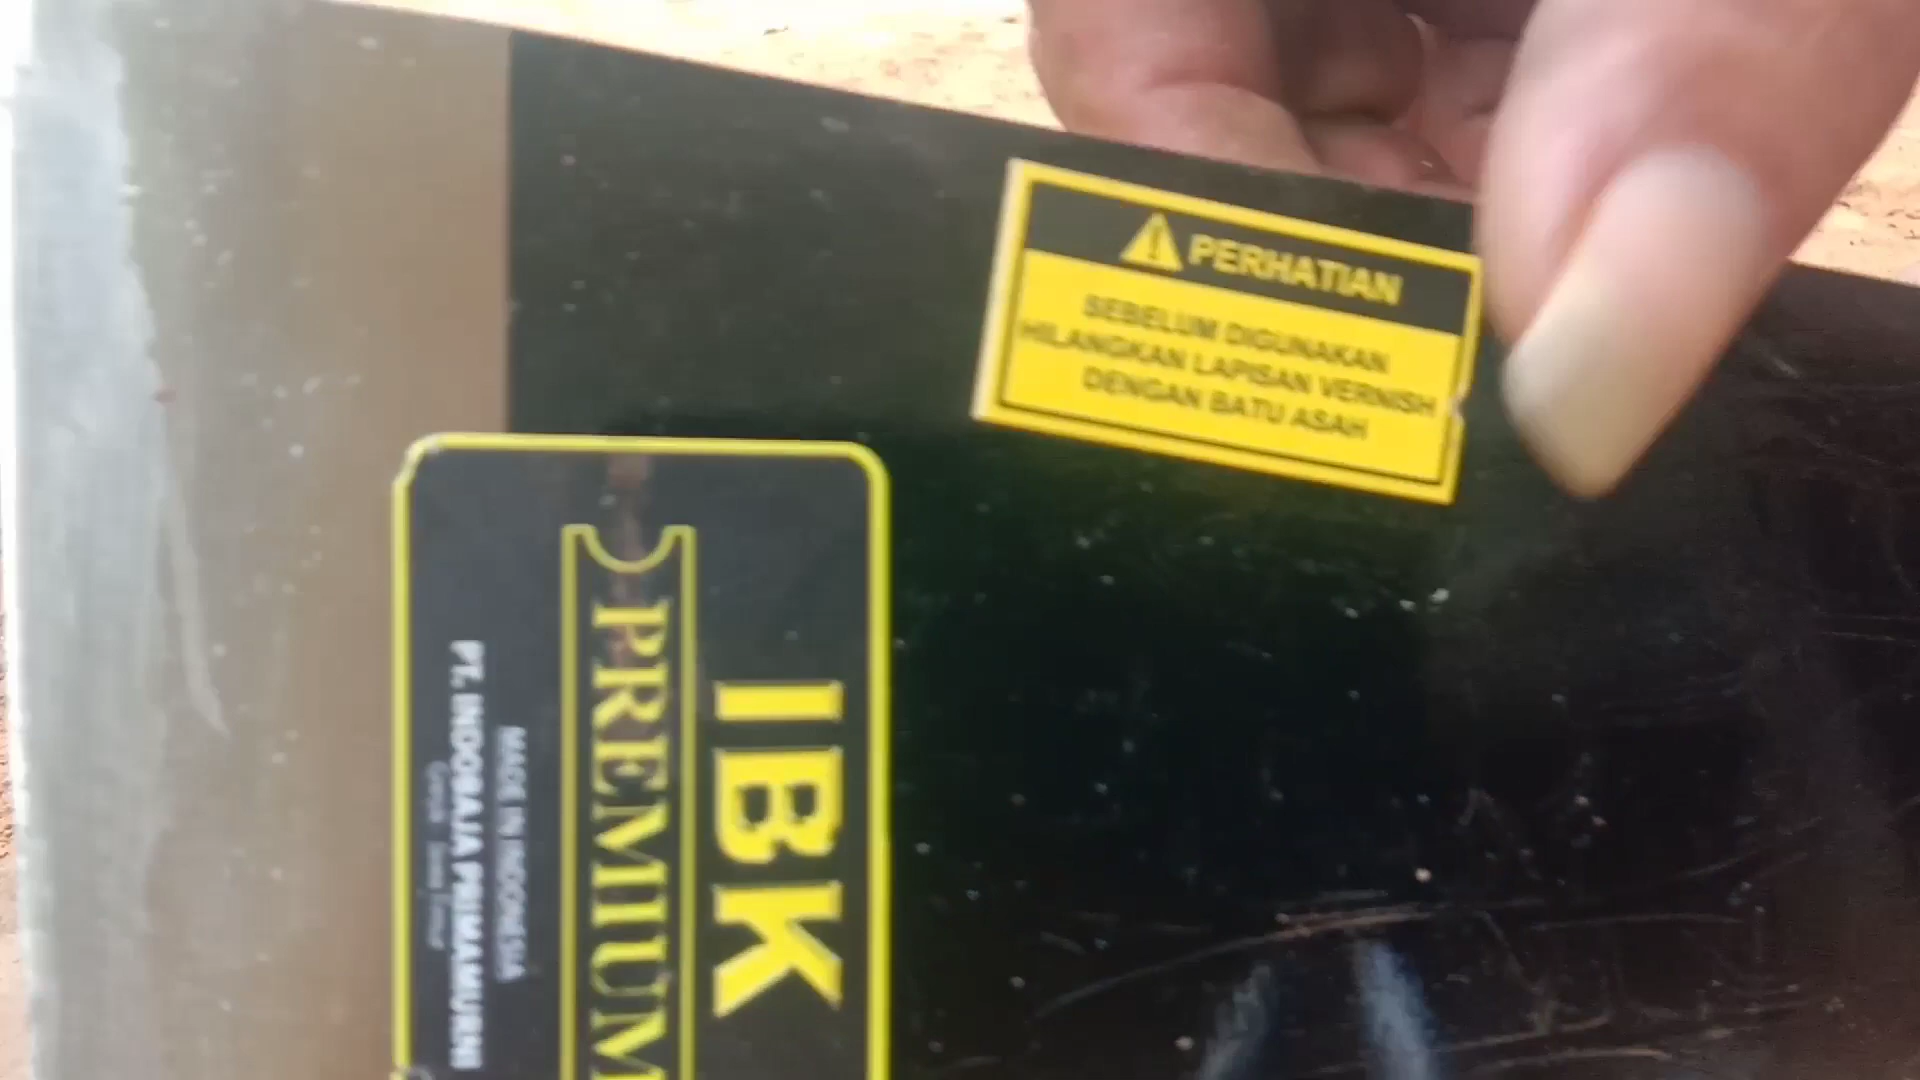 PERHATIAN
SEBELUM DIGUNAKAN
HILANGKAN LAPISAN VERNISH
DENGAN BATU ASAH
IBK
PREMIUM
MADE IN INDONESIA
PT. INDOBAJA PRIMAMURNI